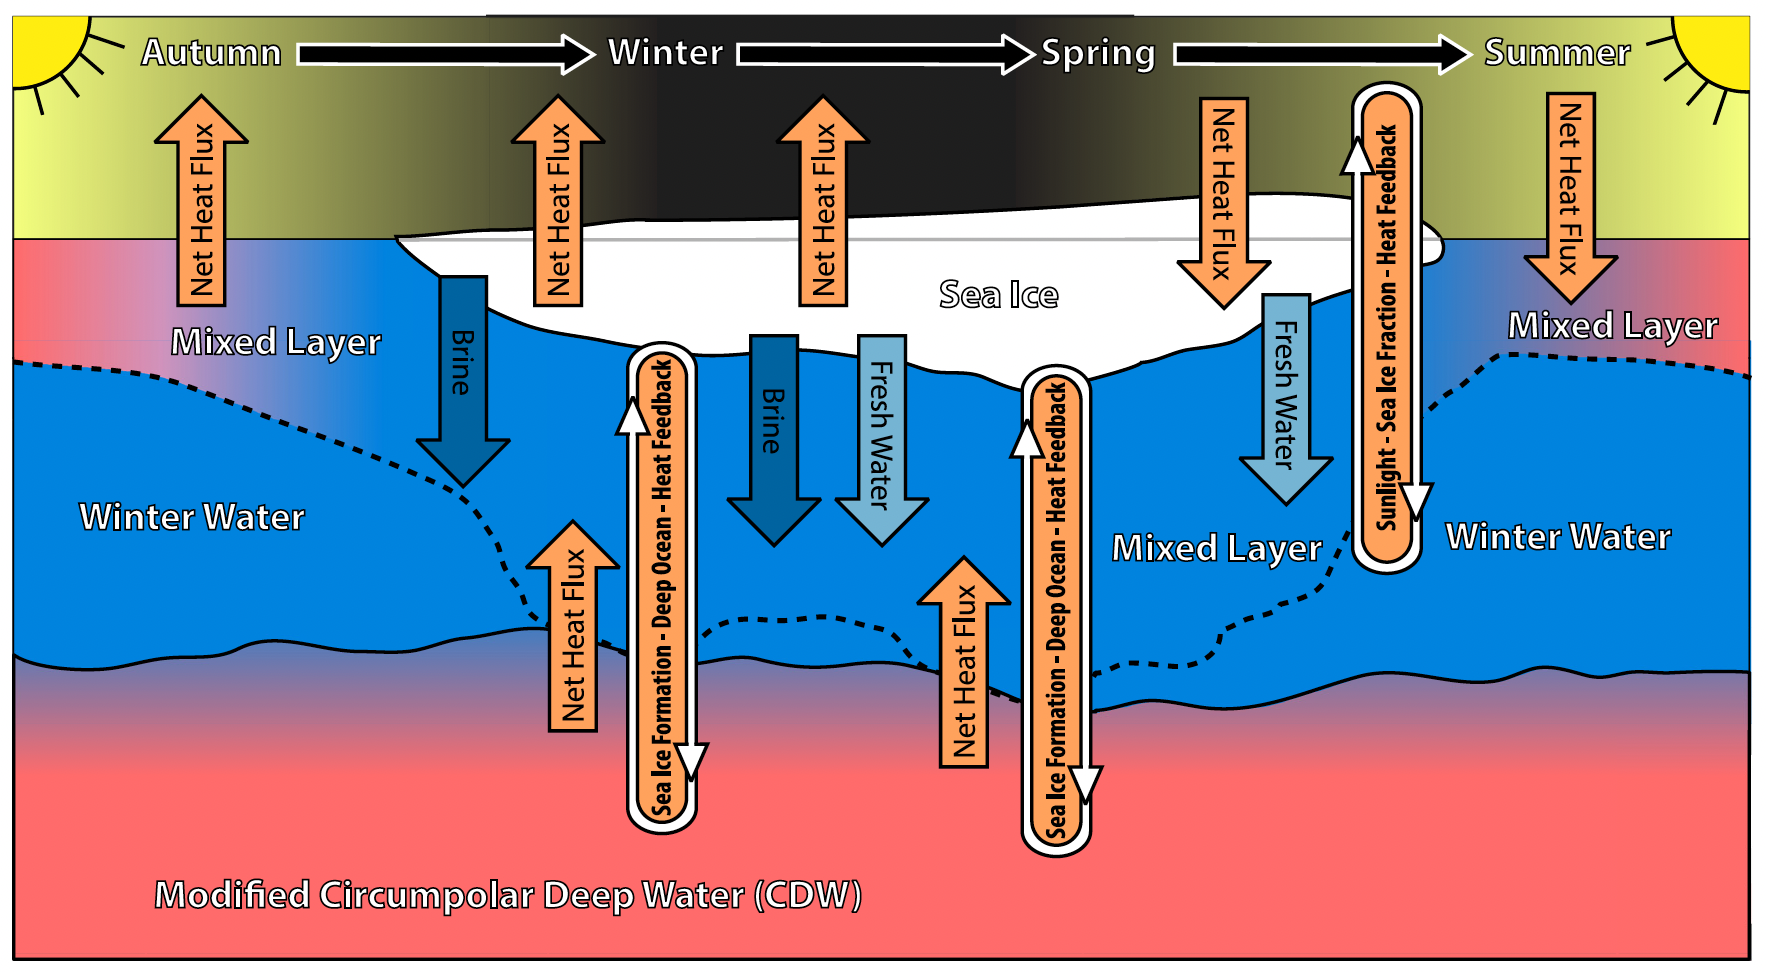 Autumn
Winter
Spring
Summer
Net Heat Flux
Net Heat Flux
Net Heat Flux
Net Heat Flux
Sunlight - Sea Ice Fraction - Heat Feedback
Net Heat Flux
Sea Ice
Mixed Layer
Mixed Layer
Brine
Brine
Fresh Water
Fresh Water
Sea Ice Formation - Deep Ocean - Heat Feedback
Sea Ice Formation - Deep Ocean - Heat Feedback
Winter Water
Mixed Layer
Winter Water
Net Heat Flux
Net Heat Flux
Modified Circumpolar Deep Water (CDW)